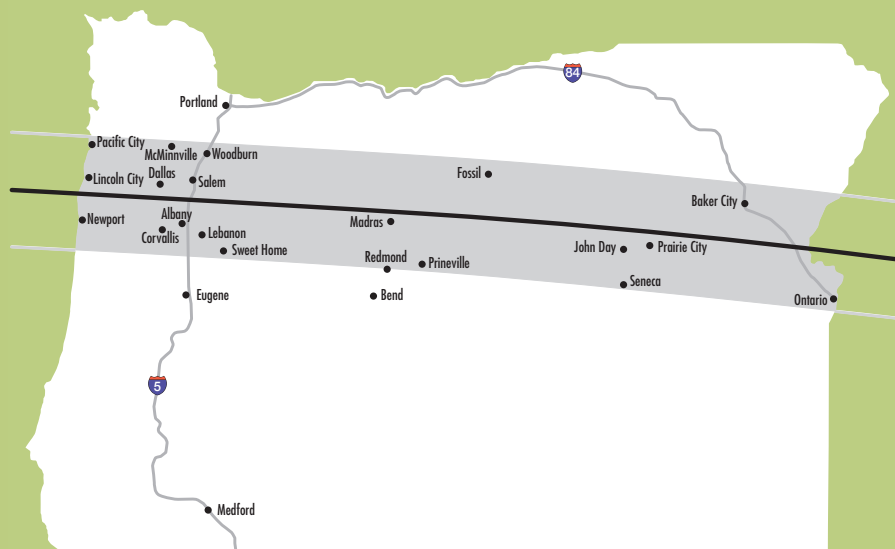 84
Portland
Pacific City
McMinnville
Woodburn
Dallas
Fossil
Lincoln City
Salem
Baker City
Newport
Albany
Madras
Corvallis
Lebanon
John Day
Prairie City
Sweet Home
Redmond
Prineville
Seneca
Eugene
Bend
Ontario
5
Medford